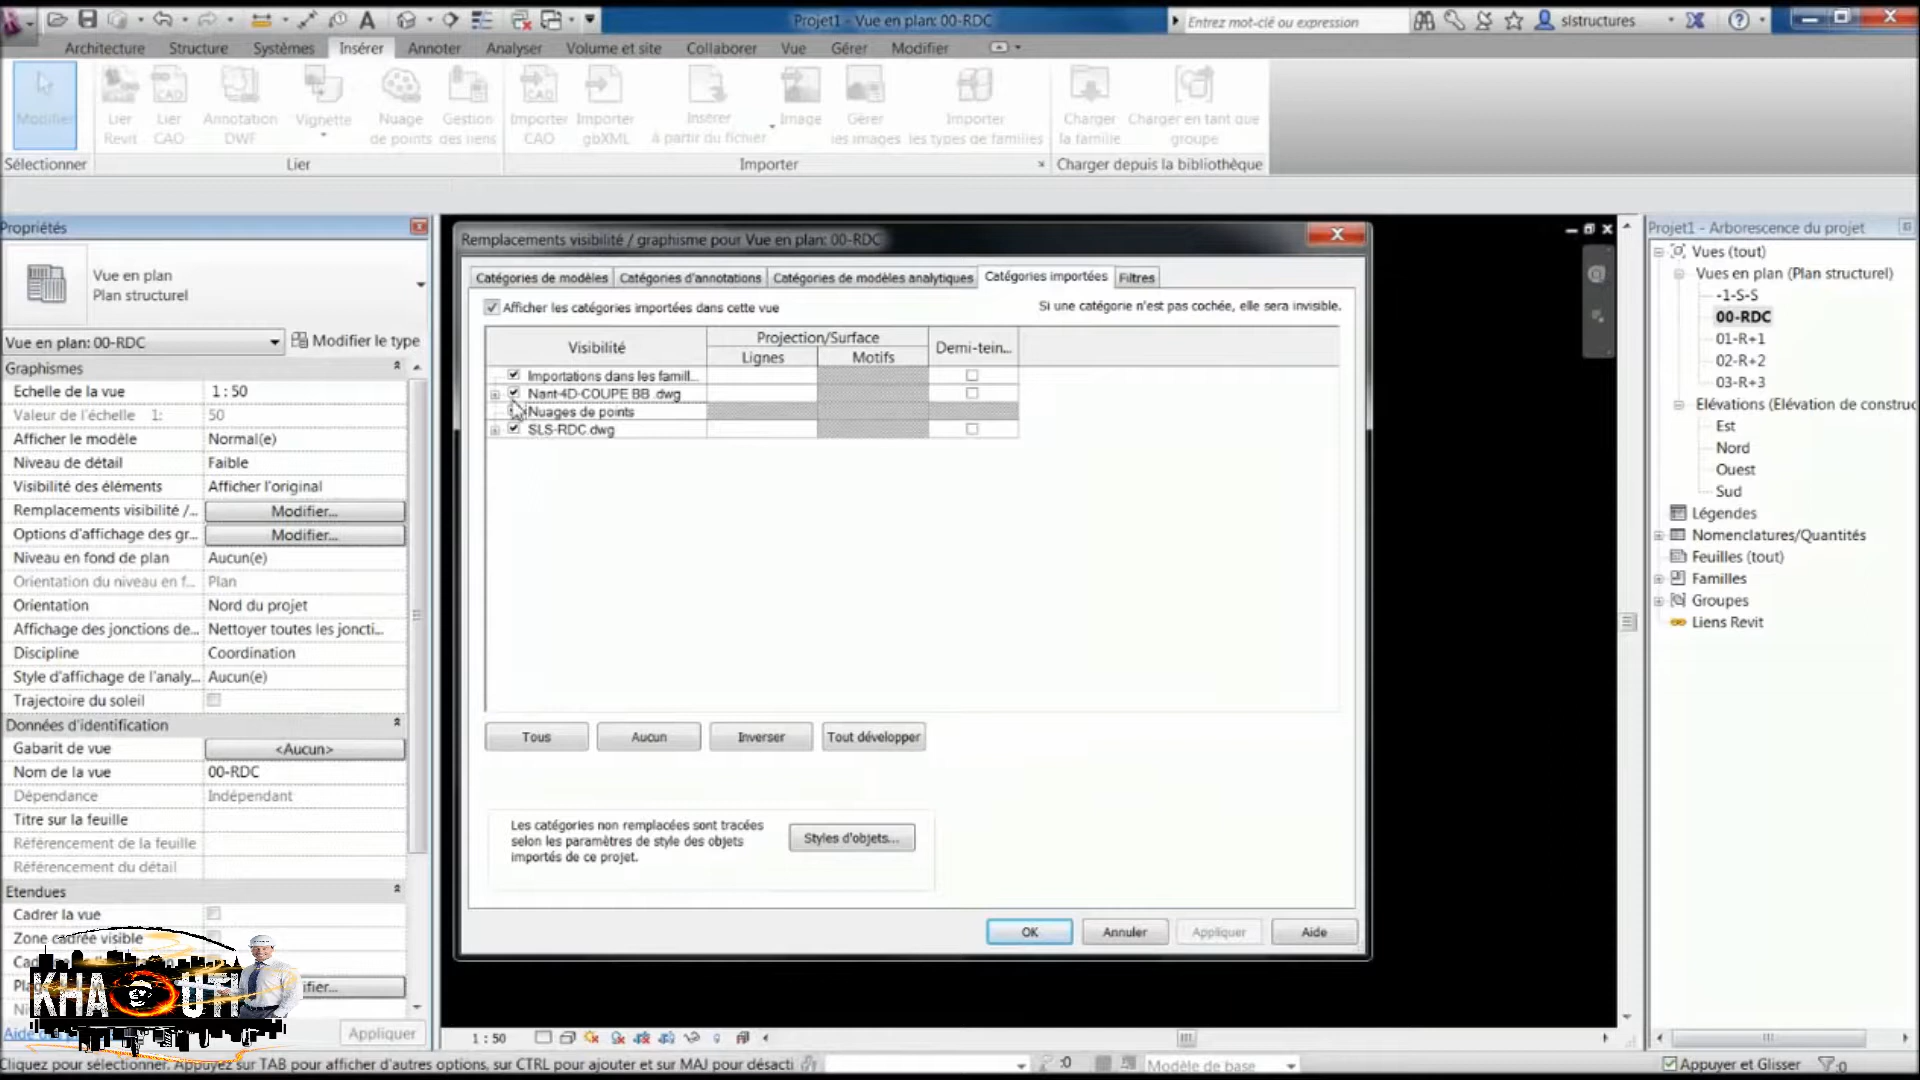 Projet1 - Vue en plan: 00-RDC
Entrez mot-clé ou expression
slstructures
Architecture Structure Systèmes Insérer Annoter Analyser Volume et site Collaborer Vue Gérer Modifier
Modifier
Lier Revit
Lier CAO
Annotation DWF
Vignette
Nuage de points
Gestion des liens
Importer CAO
Importer gbXML
Insérer à partir du fichier
Image
Gérer les images
Importer les types de familles
Charger la famille
Charger en tant que groupe
Sélectionner
Lier
Importer
Charger depuis la bibliothèque
Propriétés
Vue en plan
Plan structurel
Vue en plan: 00-RDC
Modifier le type
Graphismes
Echelle de la vue 1 : 50
Valeur de l'échelle 1: 50
Afficher le modèle Normal(e)
Niveau de détail Faible
Visibilité des éléments Afficher l'original
Remplacements visibilité /... Modifier...
Options d'affichage des gr... Modifier...
Niveau en fond de plan Aucun(e)
Orientation du niveau en f... Plan
Orientation Nord du projet
Affichage des jonctions de... Nettoyer toutes les joncti...
Discipline Coordination
Style d'affichage de l'analy... Aucun(e)
Trajectoire du soleil
Données d'identification
Gabarit de vue <Aucun>
Nom de la vue 00-RDC
Dépendance Indépendant
Titre sur la feuille
Référencement de la feuille
Référencement du détail
Etendues
Cadrer la vue
Zone cadrée visible
KHA UTI
Appliquer
Remplacements visibilité / graphisme pour Vue en plan: 00-RDC
Catégories de modèles Catégories d'annotations Catégories de modèles analytiques Catégories importées Filtres
Afficher les catégories importées dans cette vue
Si une catégorie n'est pas cochée, elle sera invisible.
Visibilité Projection/Surface Demi-tein...
Lignes Motifs
Importations dans les famill...
Nant-4D-COUPE BB .dwg
Nuages de points
SLS-RDC.dwg
Tous Aucun Inverser Tout développer
Les catégories non remplacées sont tracées
selon les paramètres de style des objets
importés de ce projet.
Styles d'objets...
OK Annuler Appliquer Aide
Projet1 - Arborescence du projet
Vues (tout)
Vues en plan (Plan structurel)
-1-S-S
00-RDC
01-R+1
02-R+2
03-R+3
Elévations (Elévation de construc
Est
Nord
Ouest
Sud
Légendes
Nomenclatures/Quantités
Feuilles (tout)
Familles
Groupes
Liens Revit
1 : 50
Cliquez pour sélectionner. Appuyez sur TAB pour afficher d'autres options, sur CTRL pour ajouter et sur MAJ pour désacti
:0
Modèle de base
Appuyer et Glisser
:0